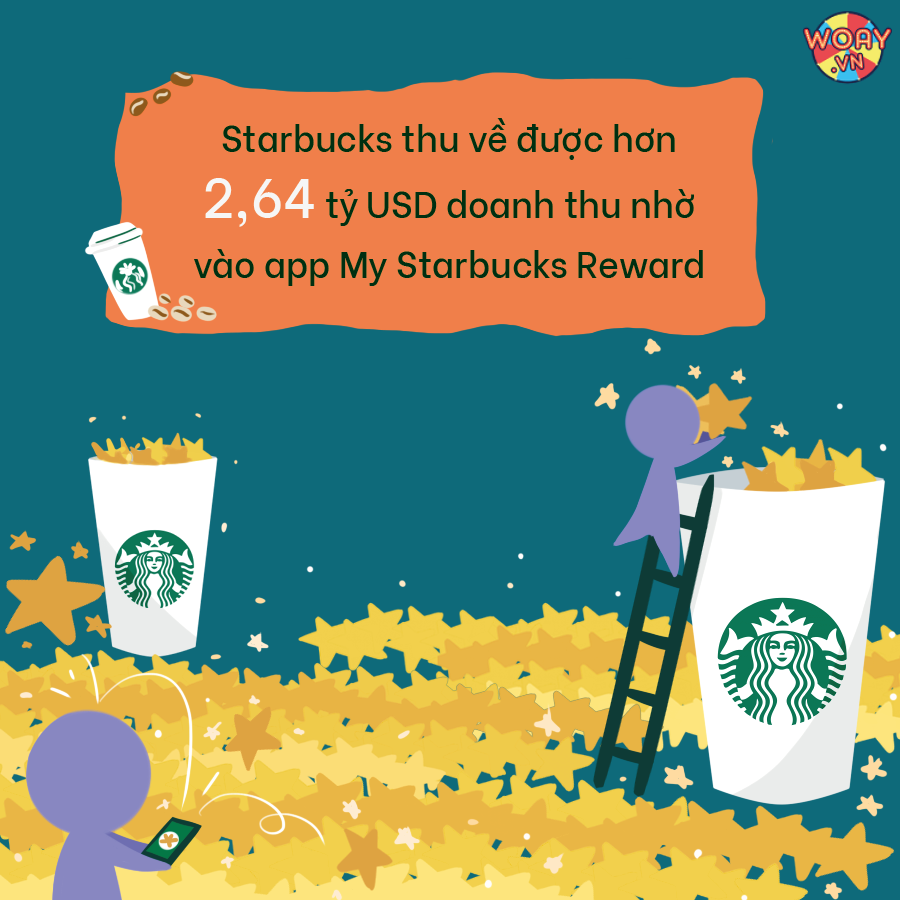 WOAY
.VN
Starbucks thu về được hơn
2,64 tỷ USD doanh thu nhờ
vào app My Starbucks Reward